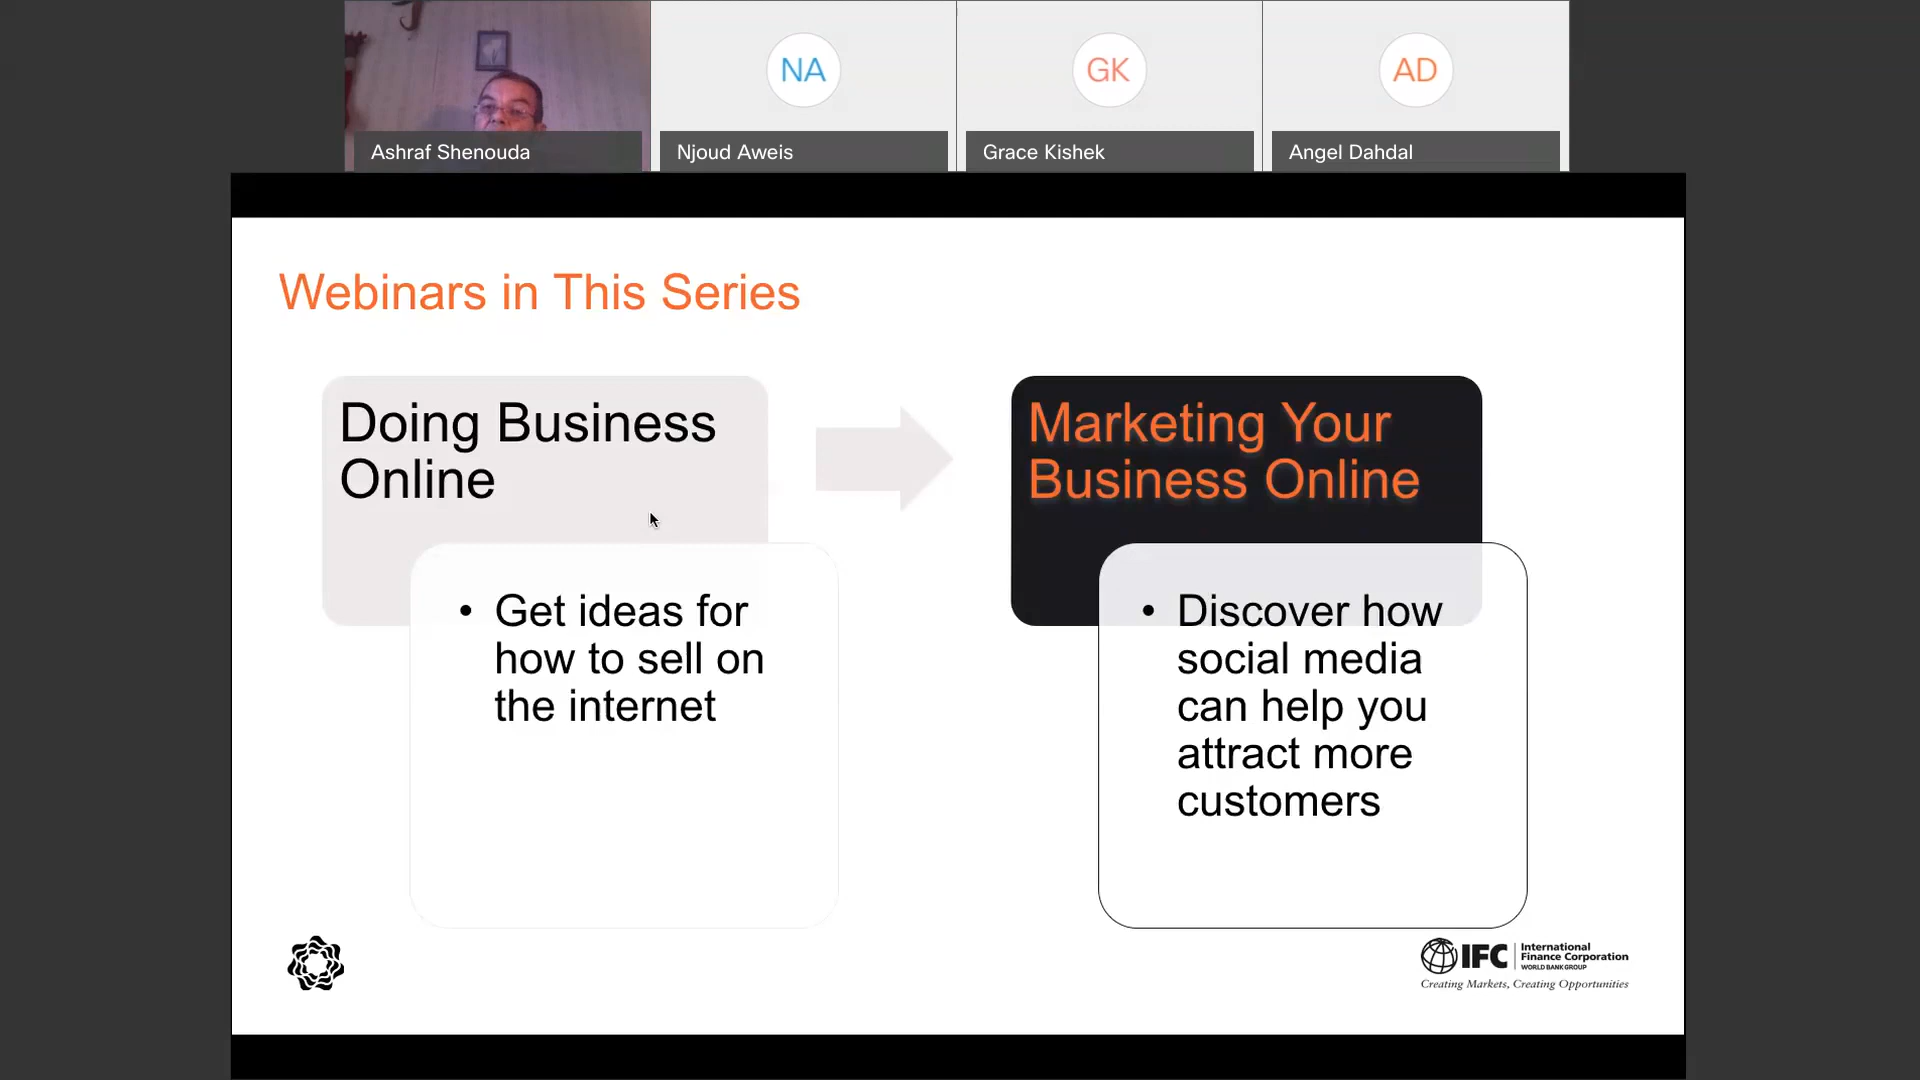 NA
GK
AD
Ashraf Shenouda
Njoud Aweis
Grace Kishek
Angel Dahdal
Webinars in This Series
Doing Business
Online
• Get ideas for
how to sell on
the internet
Marketing Your
Business Online
• Discover how
social media
can help you
attract more
customers
IFC
International
Finance Corporation
WORLD BANK GROUP
Creating Markets, Creating Opportunities